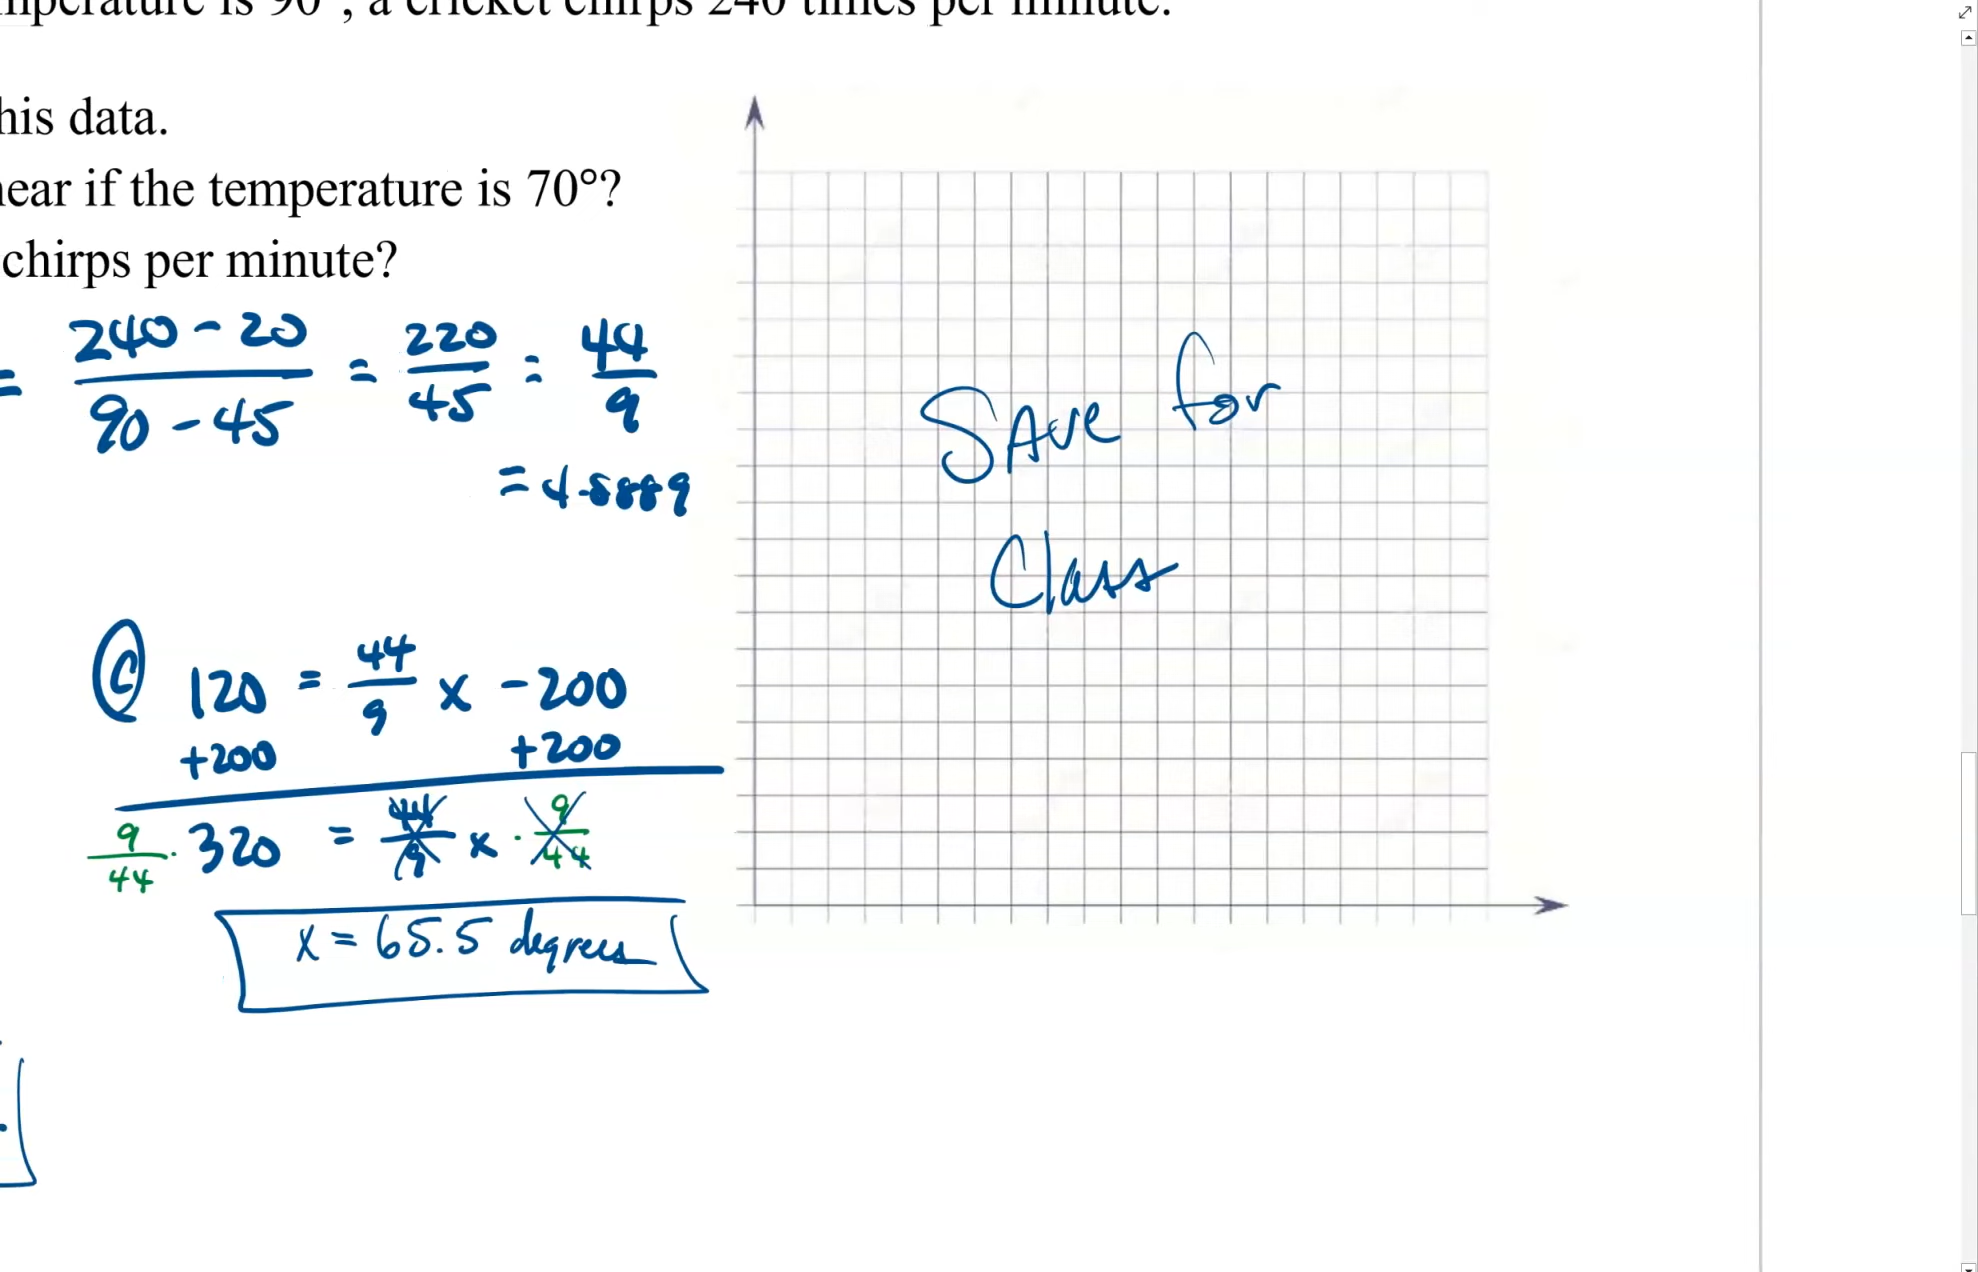 mperature is 90°, a cricket chirps 240 times per minute.
his data.
ear if the temperature is 70°?
chirps per minute?
= 240 - 20 / 90 - 45 = 220 / 45 = 44 / 9
= 4.8889
SAVE for
Class
C 120 = 44/9 x - 200
+200 +200
9/44 · 320 = 44/9 x · 9/44
x = 65.5 degrees